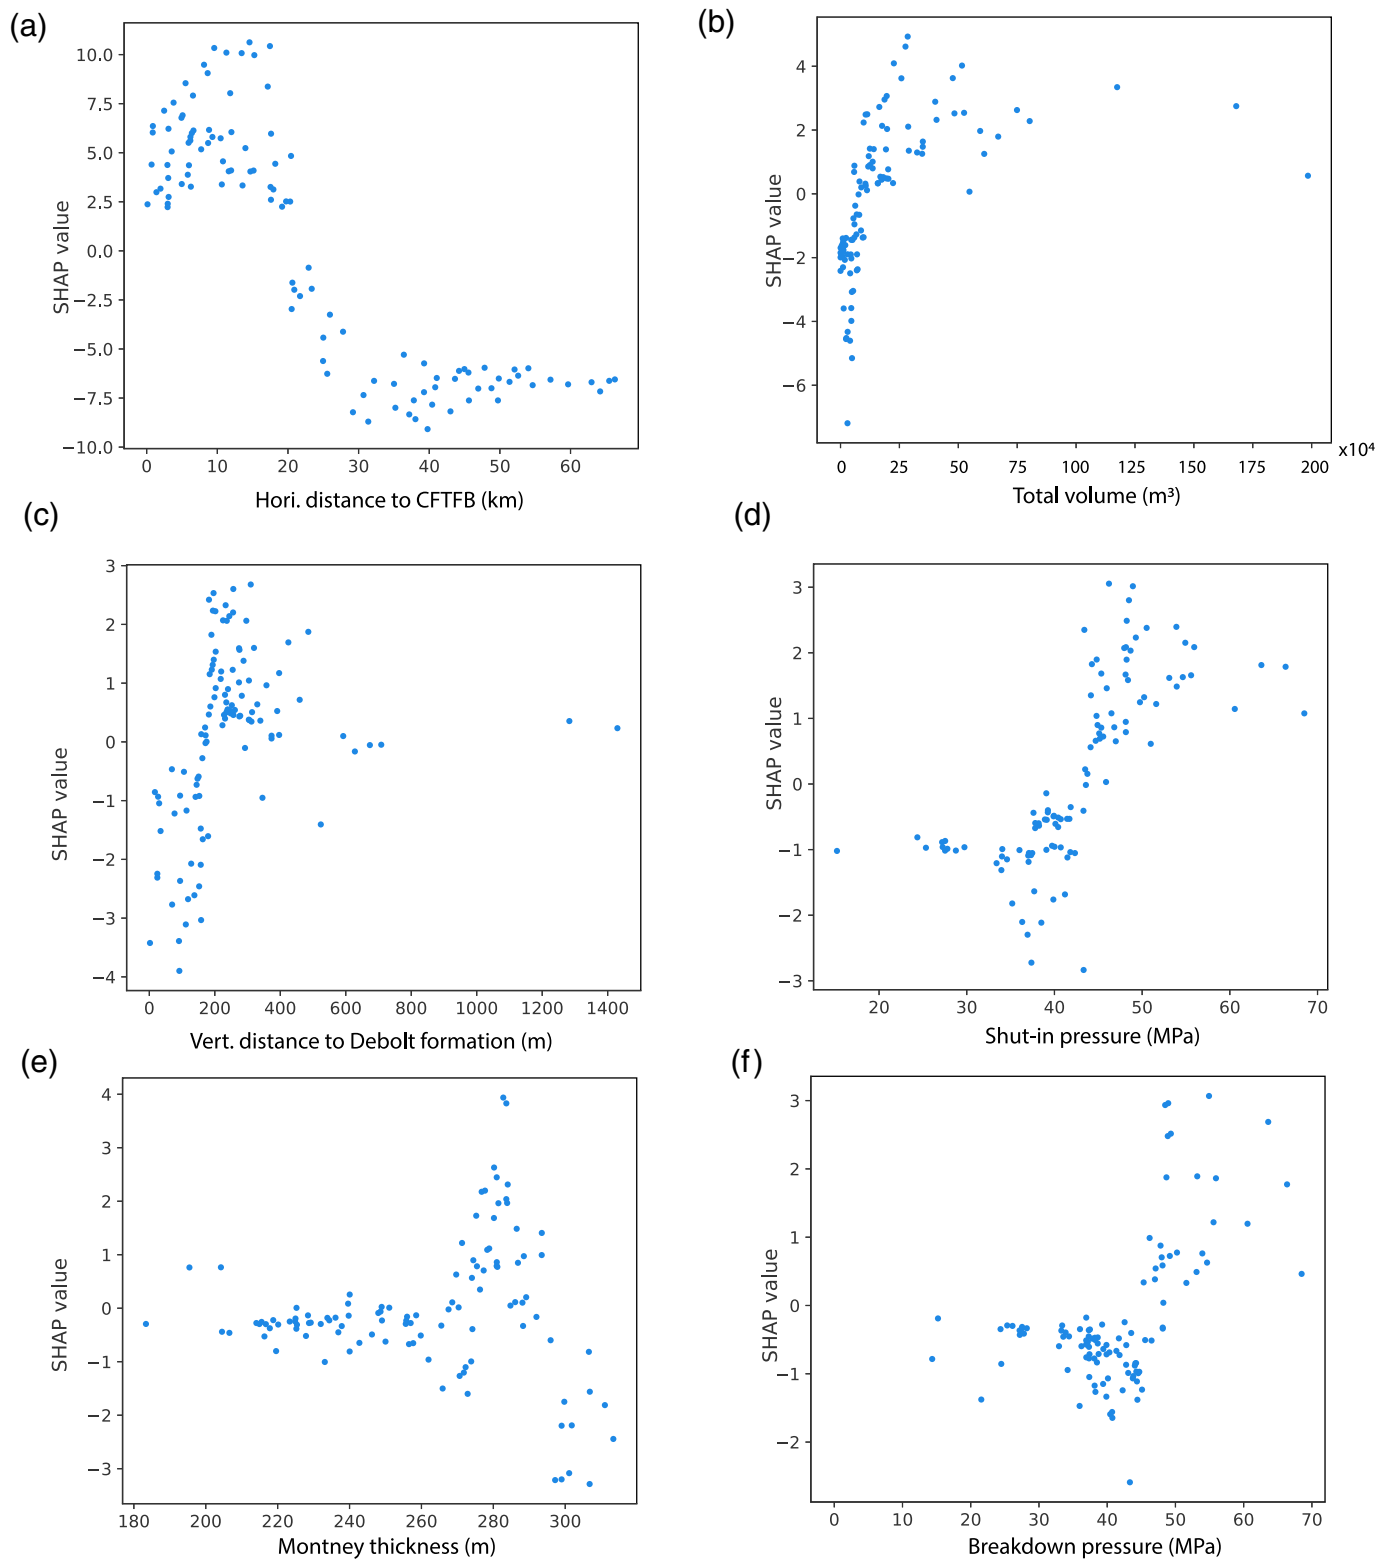 (a)
10.0
7.5
5.0
2.5
0.0
−2.5
−5.0
−7.5
−10.0
SHAP value
0 10 20 30 40 50 60
Hori. distance to CFTFB (km)
(b)
4
2
0
−2
−4
−6
SHAP value
0 25 50 75 100 125 150 175 200 x10⁴
Total volume (m³)
(c)
3
2
1
0
−1
−2
−3
−4
SHAP value
0 200 400 600 800 1000 1200 1400
Vert. distance to Debolt formation (m)
(d)
3
2
1
0
−1
−2
−3
SHAP value
20 30 40 50 60 70
Shut-in pressure (MPa)
(e)
4
3
2
1
0
−1
−2
−3
SHAP value
180 200 220 240 260 280 300
Montney thickness (m)
(f)
3
2
1
0
−1
−2
SHAP value
0 10 20 30 40 50 60 70
Breakdown pressure (MPa)